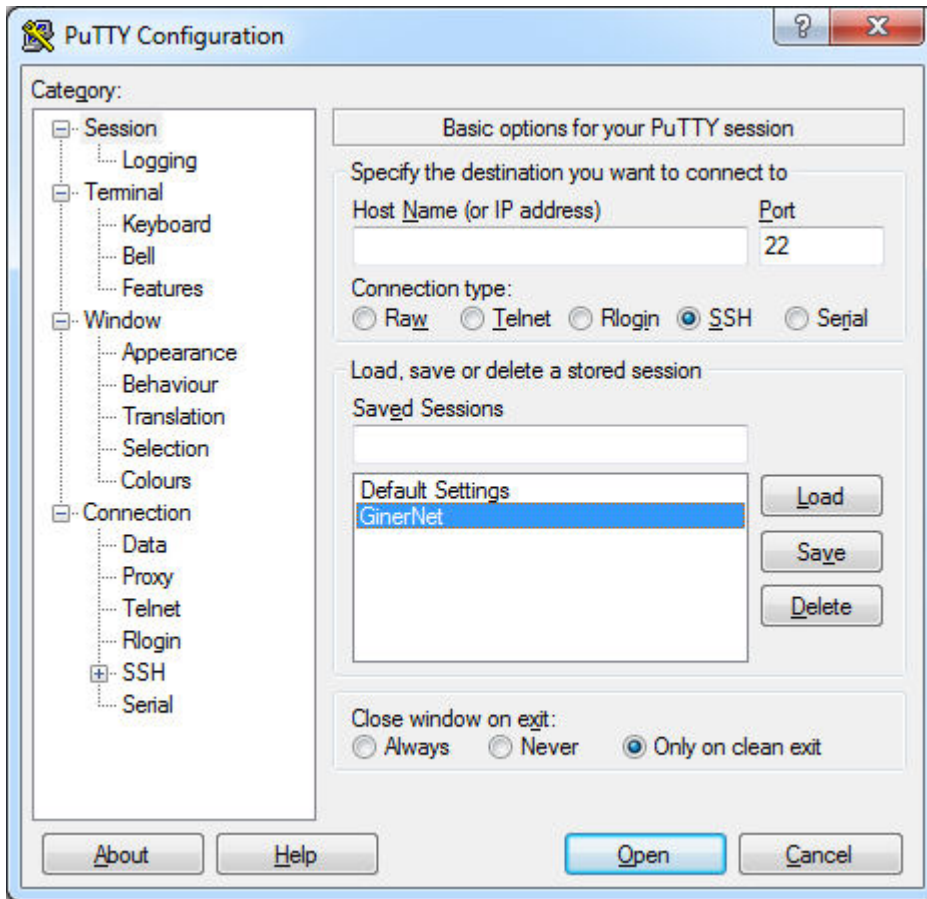 PuTTY Configuration
Category:
Session
Logging
Terminal
Keyboard
Bell
Features
Window
Appearance
Behaviour
Translation
Selection
Colours
Connection
Data
Proxy
Telnet
Rlogin
SSH
Serial
Basic options for your PuTTY session
Specify the destination you want to connect to
Host Name (or IP address) Port
22
Connection type:
Raw Telnet Rlogin SSH Serial
Load, save or delete a stored session
Saved Sessions
Default Settings
GinerNet
Load
Save
Delete
Close window on exit:
Always Never Only on clean exit
About Help Open Cancel